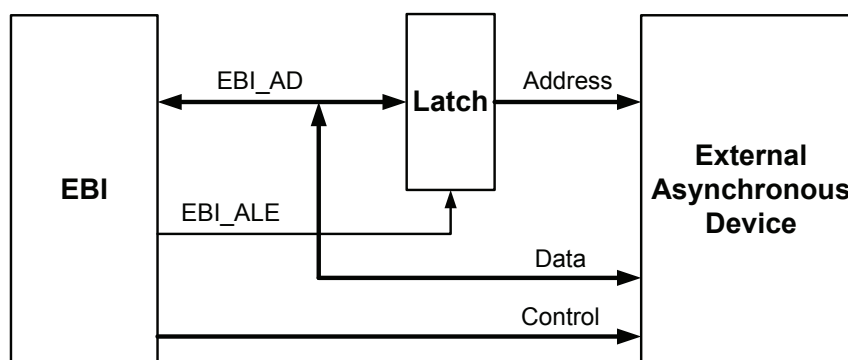 EBI_AD
Address
Latch
EBI
External
Asynchronous
Device
EBI_ALE
Data
Control